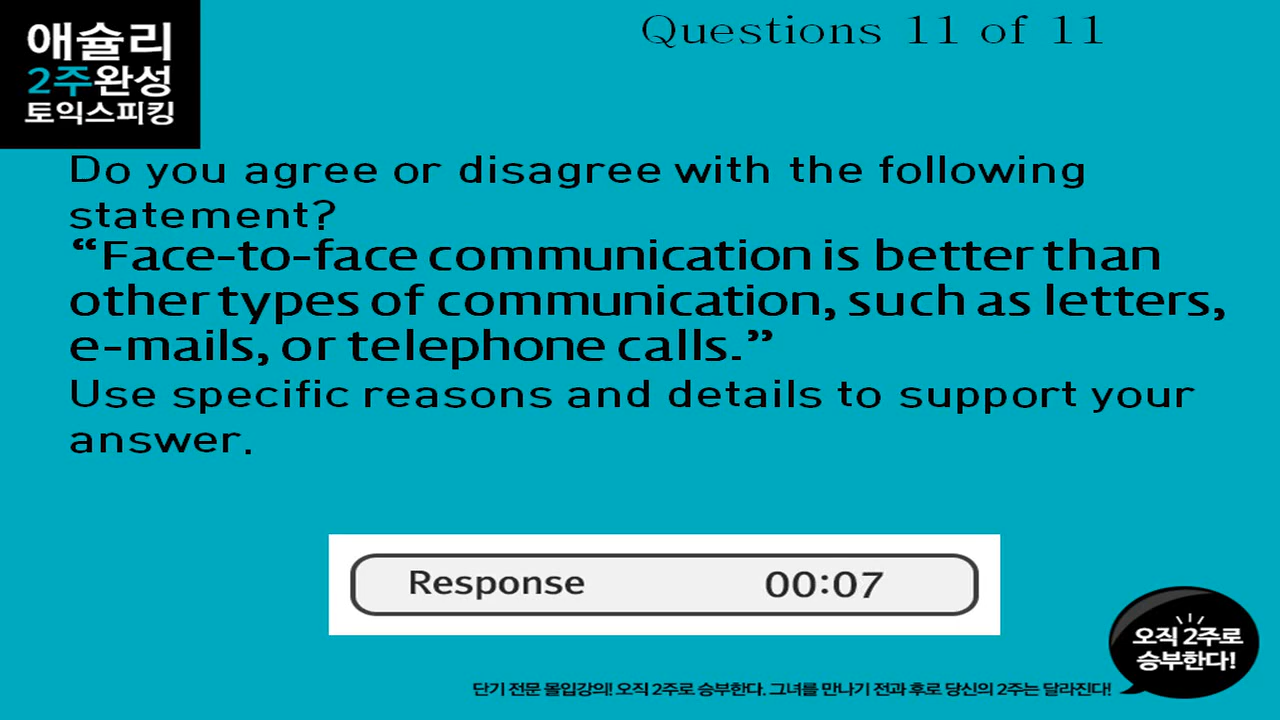 애슐리
2주완성
토익스피킹
Questions 11 of 11
Do you agree or disagree with the following
statement?
“Face-to-face communication is better than
other types of communication, such as letters,
e-mails, or telephone calls.”
Use specific reasons and details to support your
answer.
Response 00:07
오직 2주로
승부한다!
단기 전문 몰입강의! 오직 2주로 승부한다. 그녀를 만나기 전과 후로 당신의 2주는 달라진다!